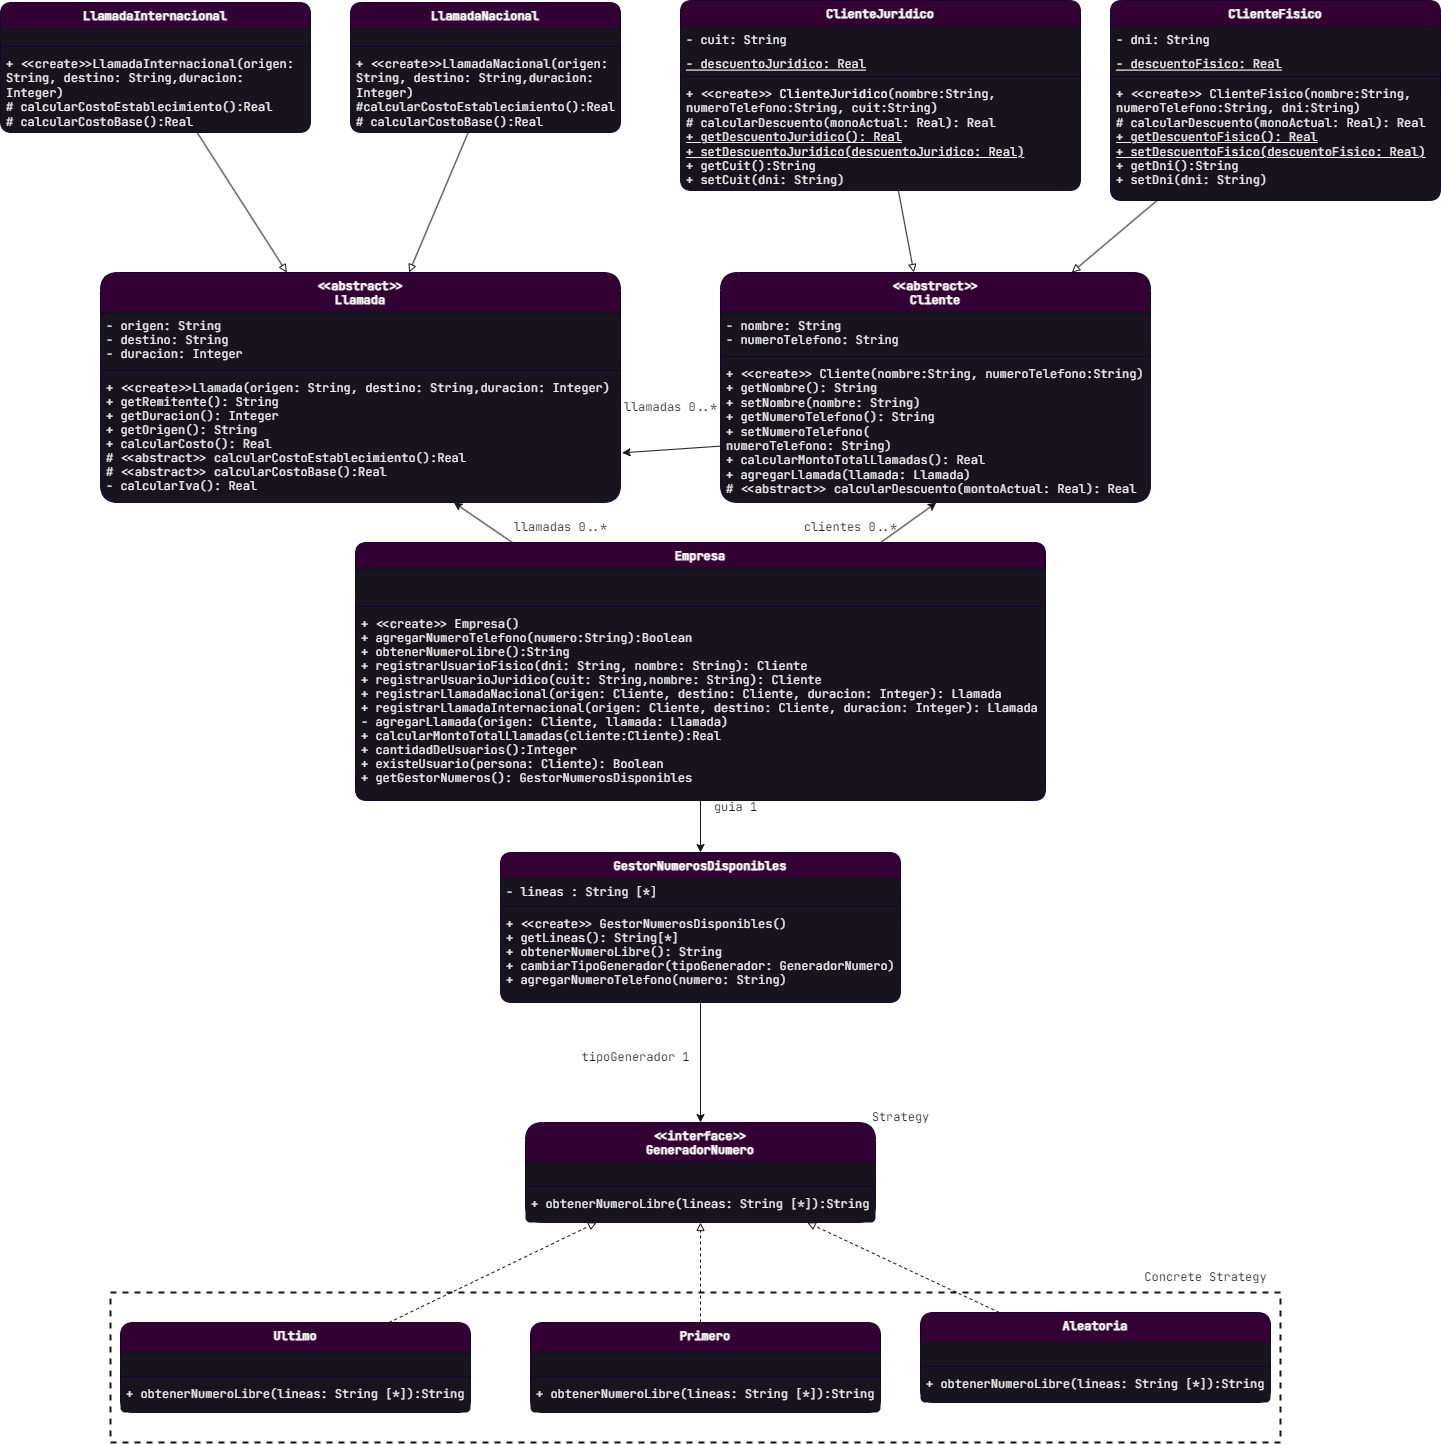 LlamadaInternacional
+ <<create>>LlamadaInternacional(origen:
String, destino: String,duracion:
Integer)
# calcularCostoEstablecimiento():Real
# calcularCostoBase():Real
LlamadaNacional
+ <<create>>LlamadaNacional(origen:
String, destino: String,duracion:
Integer)
#calcularCostoEstablecimiento():Real
# calcularCostoBase():Real
ClienteJuridico
- cuit: String
- descuentoJuridico: Real
+ <<create>> ClienteJuridico(nombre:String,
numeroTelefono:String, cuit:String)
# calcularDescuento(monoActual: Real): Real
+ getDescuentoJuridico(): Real
+ setDescuentoJuridico(descuentoJuridico: Real)
+ getCuit():String
+ setCuit(dni: String)
ClienteFisico
- dni: String
- descuentoFisico: Real
+ <<create>> ClienteFisico(nombre:String,
numeroTelefono:String, dni:String)
# calcularDescuento(monoActual: Real): Real
+ getDescuentoFisico(): Real
+ setDescuentoFisico(descuentoFisico: Real)
+ getDni():String
+ setDni(dni: String)
<<abstract>>
Llamada
- origen: String
- destino: String
- duracion: Integer
+ <<create>>Llamada(origen: String, destino: String,duracion: Integer)
+ getRemitente(): String
+ getDuracion(): Integer
+ getOrigen(): String
+ calcularCosto(): Real
# <<abstract>> calcularCostoEstablecimiento():Real
# <<abstract>> calcularCostoBase():Real
- calcularIva(): Real
llamadas 0..*
<<abstract>>
Cliente
- nombre: String
- numeroTelefono: String
+ <<create>> Cliente(nombre:String, numeroTelefono:String)
+ getNombre(): String
+ setNombre(nombre: String)
+ getNumeroTelefono(): String
+ setNumeroTelefono(
numeroTelefono: String)
+ calcularMontoTotalLlamadas(): Real
+ agregarLlamada(llamada: Llamada)
# <<abstract>> calcularDescuento(montoActual: Real): Real
llamadas 0..*
clientes 0..*
Empresa
+ <<create>> Empresa()
+ agregarNumeroTelefono(numero:String):Boolean
+ obtenerNumeroLibre():String
+ registrarUsuarioFisico(dni: String, nombre: String): Cliente
+ registrarUsuarioJuridico(cuit: String,nombre: String): Cliente
+ registrarLlamadaNacional(origen: Cliente, destino: Cliente, duracion: Integer): Llamada
+ registrarLlamadaInternacional(origen: Cliente, destino: Cliente, duracion: Integer): Llamada
- agregarLlamada(origen: Cliente, llamada: Llamada)
+ calcularMontoTotalLlamadas(cliente:Cliente):Real
+ cantidadDeUsuarios():Integer
+ existeUsuario(persona: Cliente): Boolean
+ getGestorNumeros(): GestorNumerosDisponibles
guia 1
GestorNumerosDisponibles
- lineas : String [*]
+ <<create>> GestorNumerosDisponibles()
+ getLineas(): String[*]
+ obtenerNumeroLibre(): String
+ cambiarTipoGenerador(tipoGenerador: GeneradorNumero)
+ agregarNumeroTelefono(numero: String)
tipoGenerador 1
Strategy
<<interface>>
GeneradorNumero
+ obtenerNumeroLibre(lineas: String [*]):String
Concrete Strategy
Ultimo
+ obtenerNumeroLibre(lineas: String [*]):String
Primero
+ obtenerNumeroLibre(lineas: String [*]):String
Aleatoria
+ obtenerNumeroLibre(lineas: String [*]):String